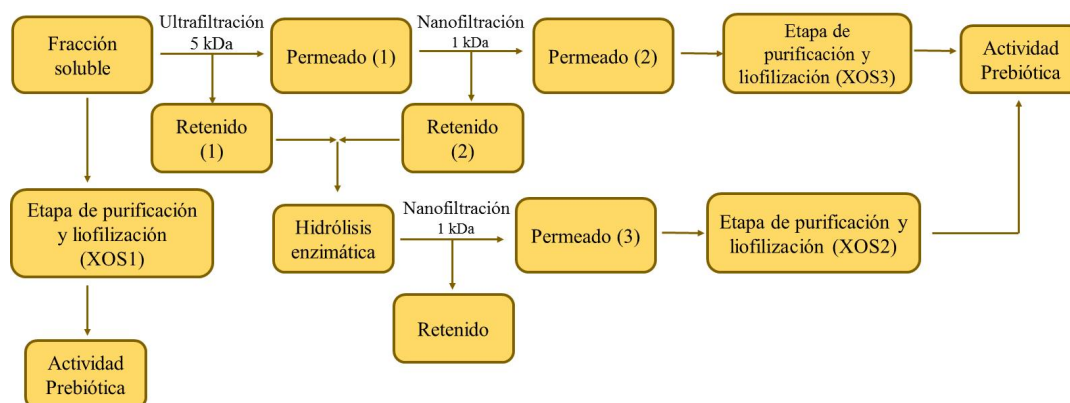 Fracción
soluble
Ultrafiltración
5 kDa
Permeado (1)
Nanofiltración
1 kDa
Permeado (2)
Etapa de
purificación y
liofilización (XOS3)
Actividad
Prebiótica
Retenido
(1)
Retenido
(2)
Etapa de purificación
y liofilización
(XOS1)
Hidrólisis
enzimática
Nanofiltración
1 kDa
Permeado (3)
Etapa de purificación y
liofilización (XOS2)
Retenido
Actividad
Prebiótica